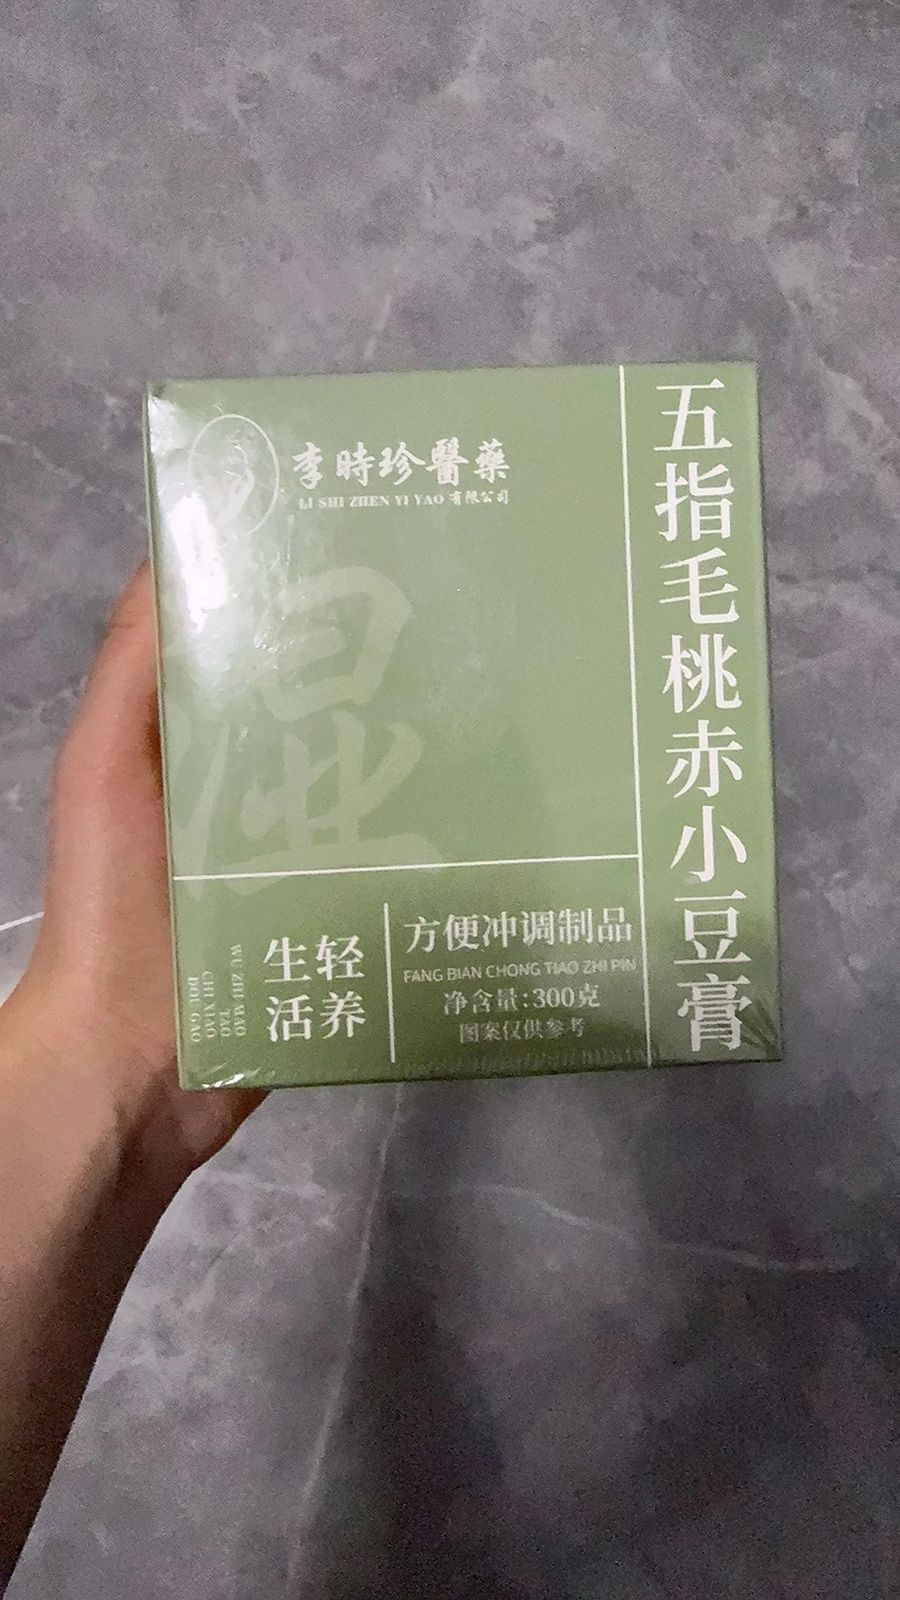 李時珍醫藥
LI SHI ZHEN YI YAO 有限公司
湿
五指毛桃赤小豆膏
轻养
生活
方便冲调制品
FANG BIAN CHONG TIAO ZHI PIN
净含量:300克
图案仅供参考
WU ZHI MAO
TAO
CHI XIAO
DOU GAO